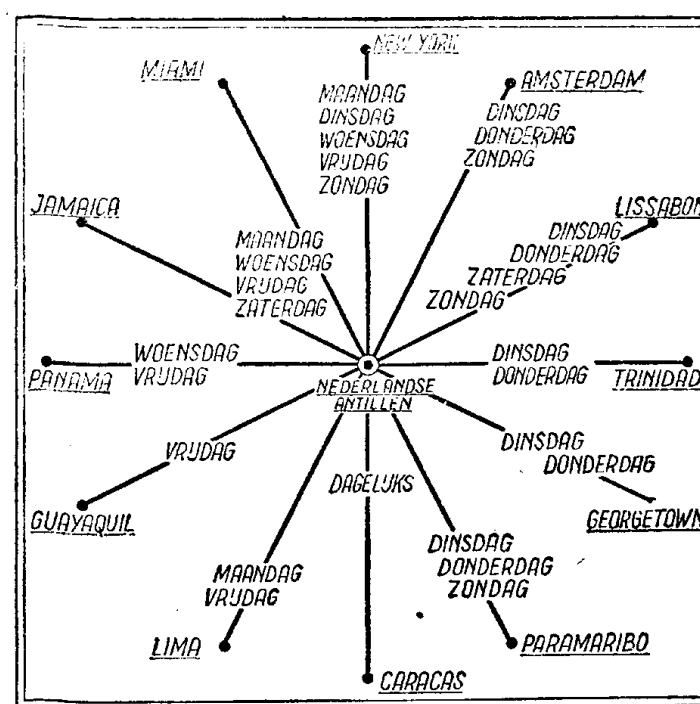 NEW YORK
MAANDAG
DINSDAG
WOENSDAG
VRIJDAG
ZONDAG
MIAMI
AMSTERDAM
DINSDAG
DONDERDAG
ZONDAG
JAMAICA
MAANDAG
WOENSDAG
VRIJDAG
ZATERDAG
LISSABON
DINSDAG
DONDERDAG
ZATERDAG
ZONDAG
PANAMA
WOENSDAG
VRIJDAG
NEDERLANDSE
ANTILLEN
DINSDAG
DONDERDAG
TRINIDAD
GUAYAQUIL
VRIJDAG
DAGELIJKS
DINSDAG
DONDERDAG
GEORGETOWN
LIMA
MAANDAG
VRIJDAG
CARACAS
DINSDAG
DONDERDAG
ZONDAG
PARAMARIBO